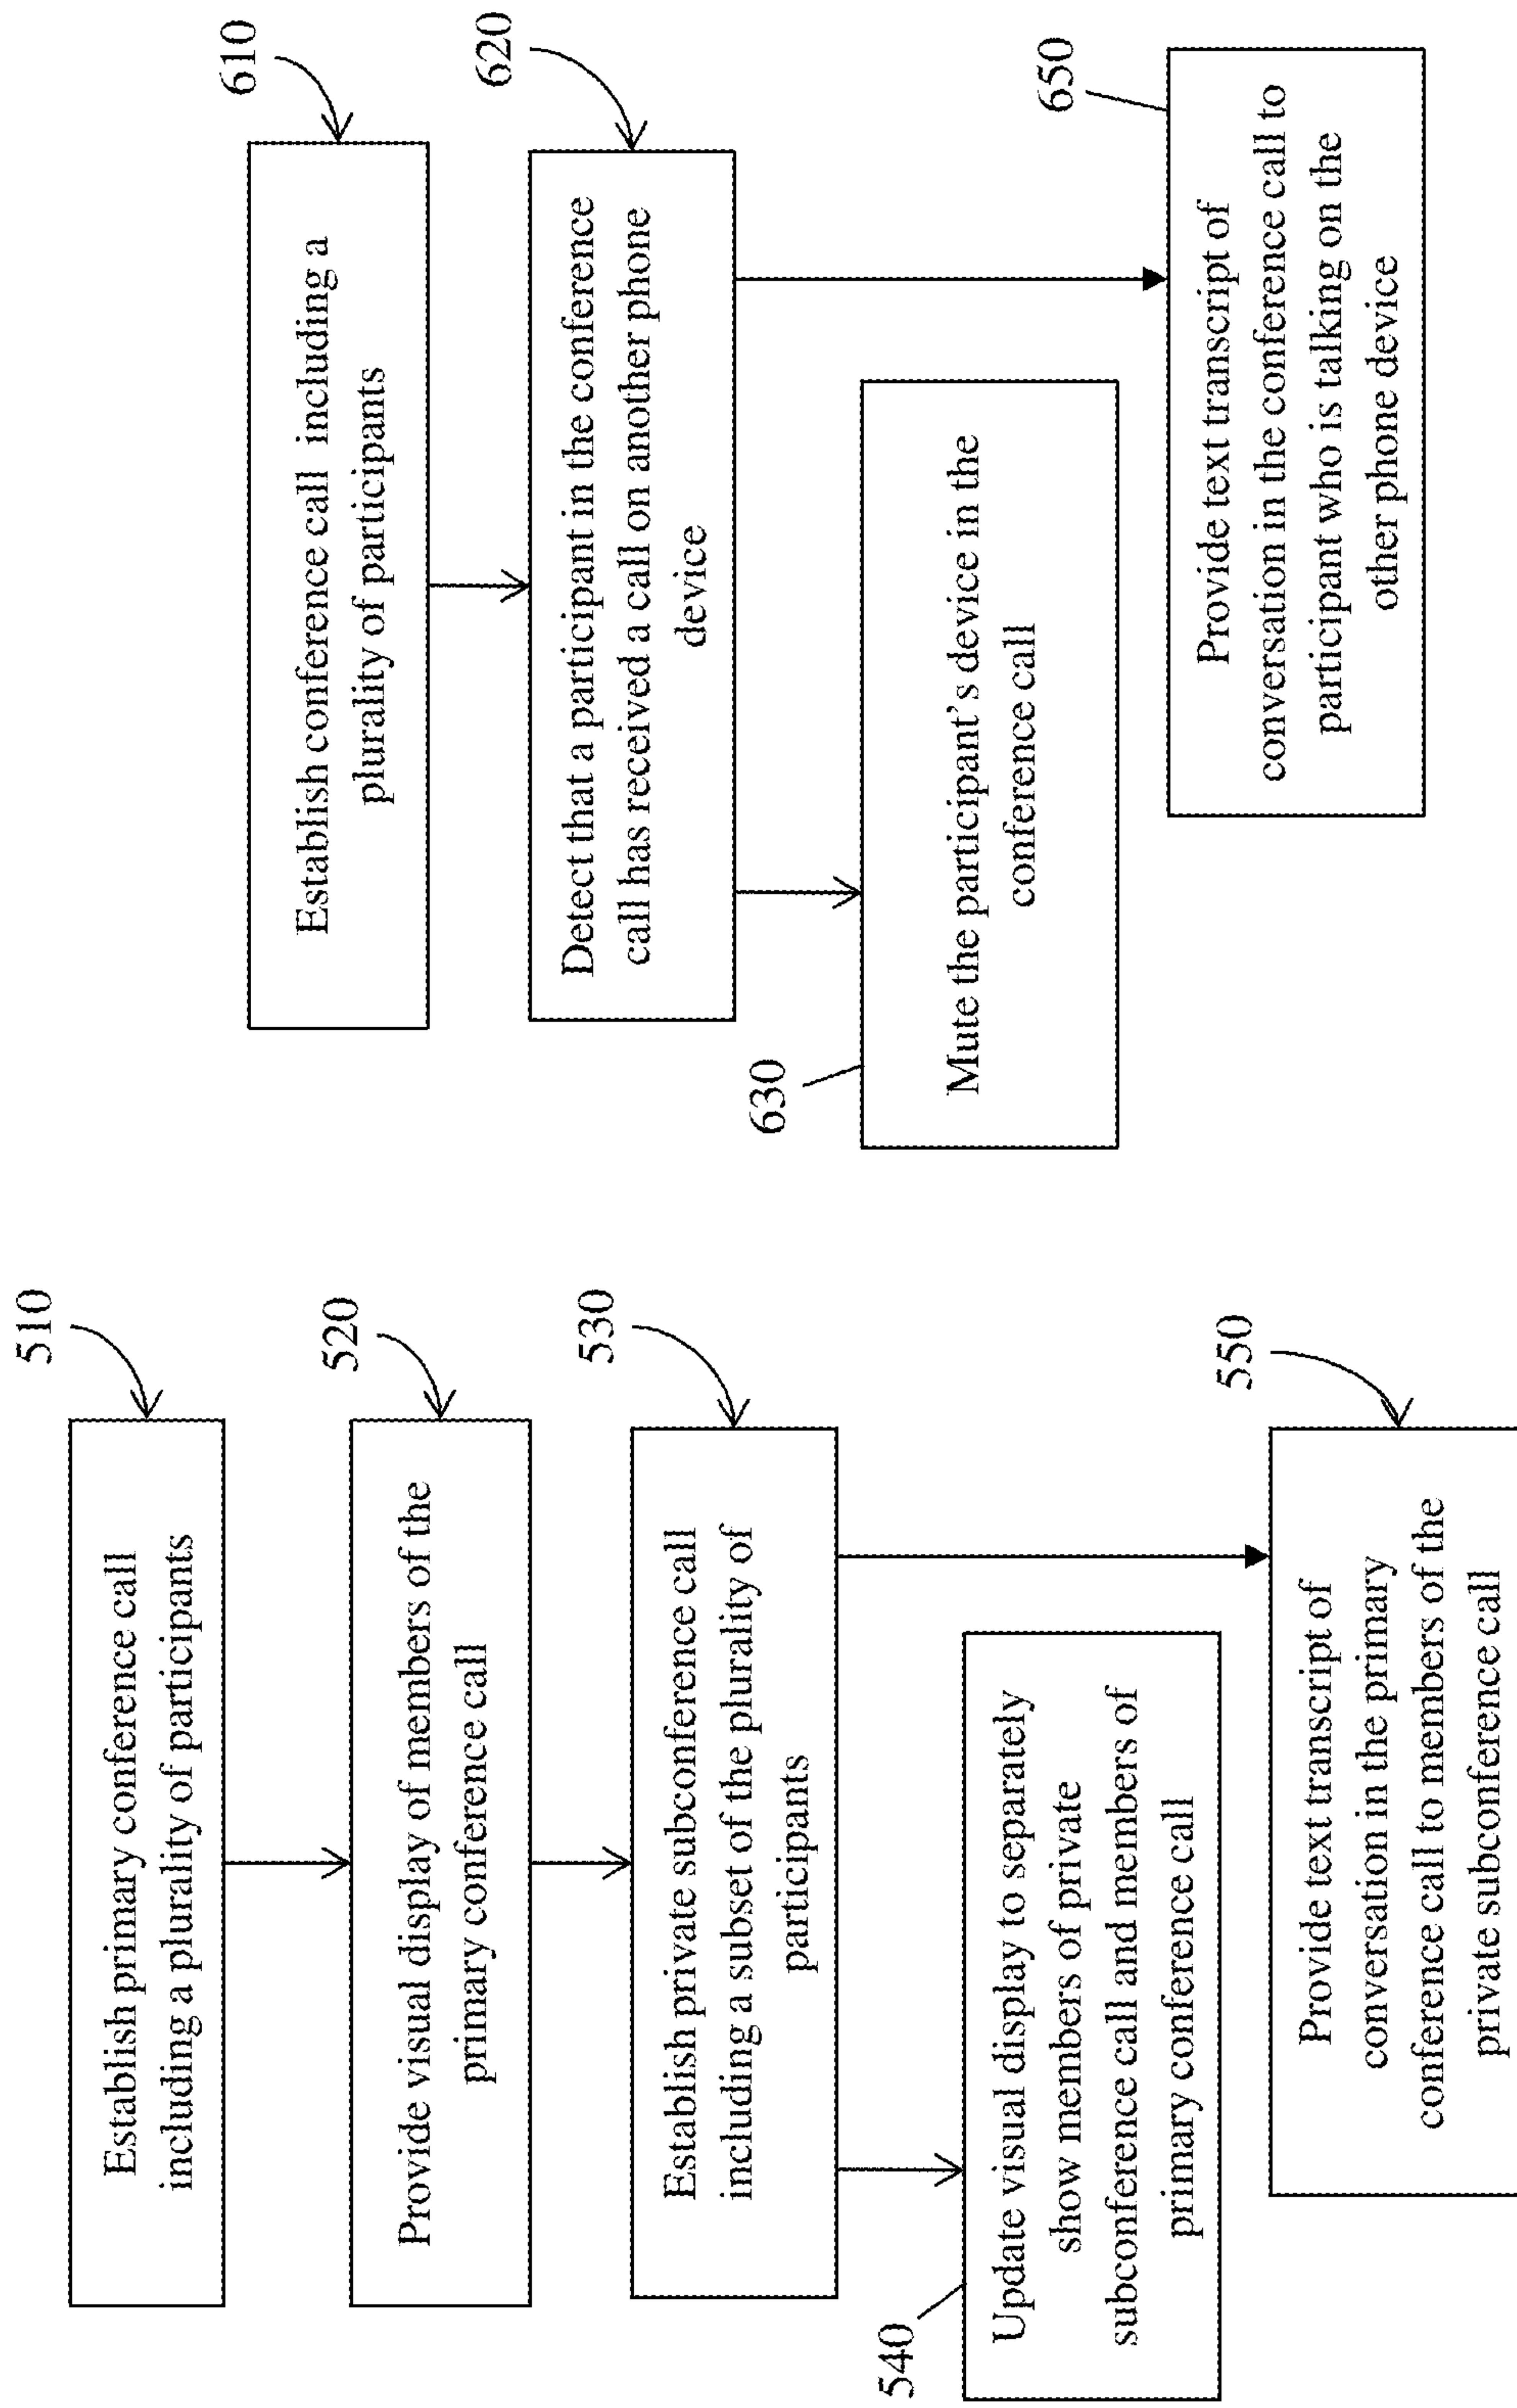 510
Establish primary conference call
including a plurality of participants
520
Provide visual display of members of the
primary conference call
530
Establish private subconference call
including a subset of the plurality of
participants
540
Update visual display to separately
show members of private
subconference call and members of
primary conference call
550
Provide text transcript of
conversation in the primary
conference call to members of the
private subconference call
610
Establish conference call including a
plurality of participants
620
Detect that a participant in the conference
call has received a call on another phone
device
630
Mute the participant's device in the
conference call
650
Provide text transcript of
conversation in the conference call to
participant who is talking on the
other phone device